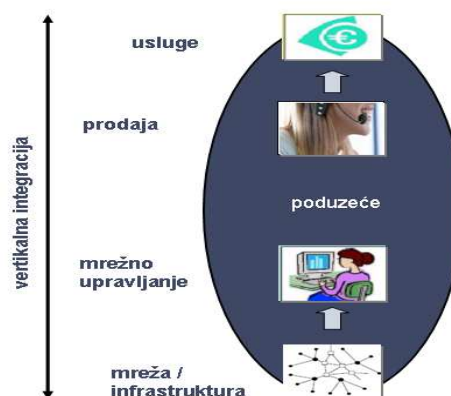 usluge
prodaja
vertikalna integracija
poduzeće
mrežno
upravljanje
mreža /
infrastruktura